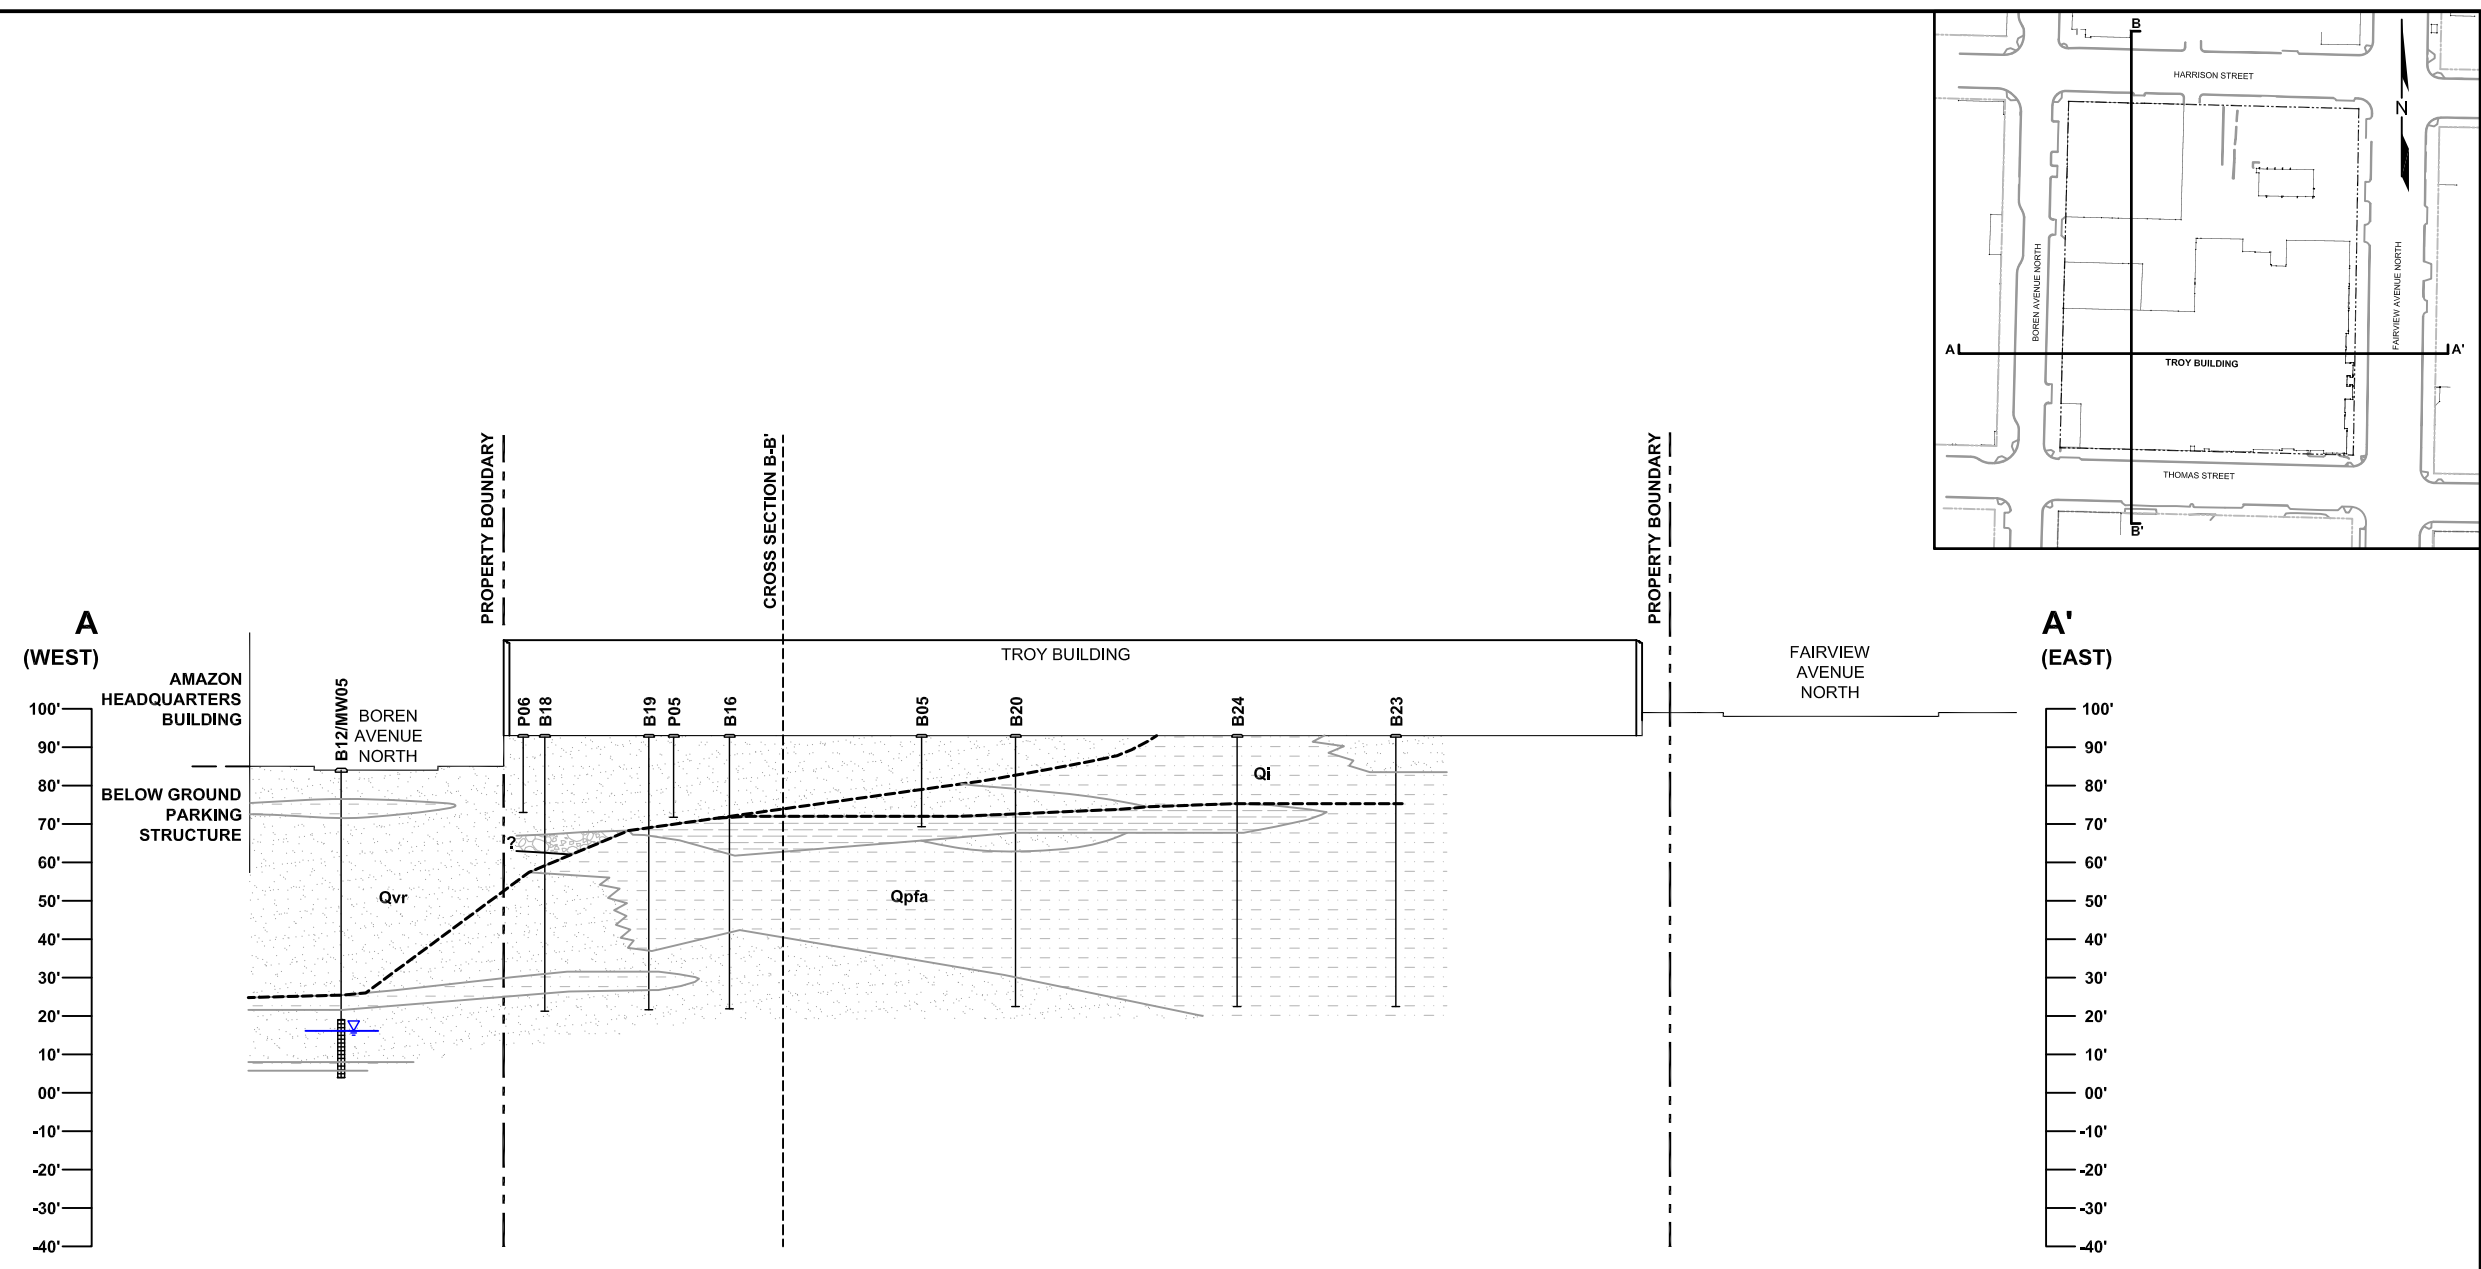 B
HARRISON STREET
N
BOREN AVENUE NORTH
FAIRVIEW AVENUE NORTH
A
A'
TROY BUILDING
THOMAS STREET
B'
PROPERTY BOUNDARY
CROSS SECTION B-B'
PROPERTY BOUNDARY
A
(WEST)
A'
(EAST)
AMAZON
HEADQUARTERS
BUILDING
BELOW GROUND
PARKING
STRUCTURE
B12/MW05
BOREN
AVENUE
NORTH
TROY BUILDING
FAIRVIEW
AVENUE
NORTH
P06
B18
B19
P05
B16
B05
B20
B24
B23
Qi
?
Qvr
Qpfa
100'
90'
80'
70'
60'
50'
40'
30'
20'
10'
00'
-10'
-20'
-30'
-40'
100'
90'
80'
70'
60'
50'
40'
30'
20'
10'
00'
-10'
-20'
-30'
-40'